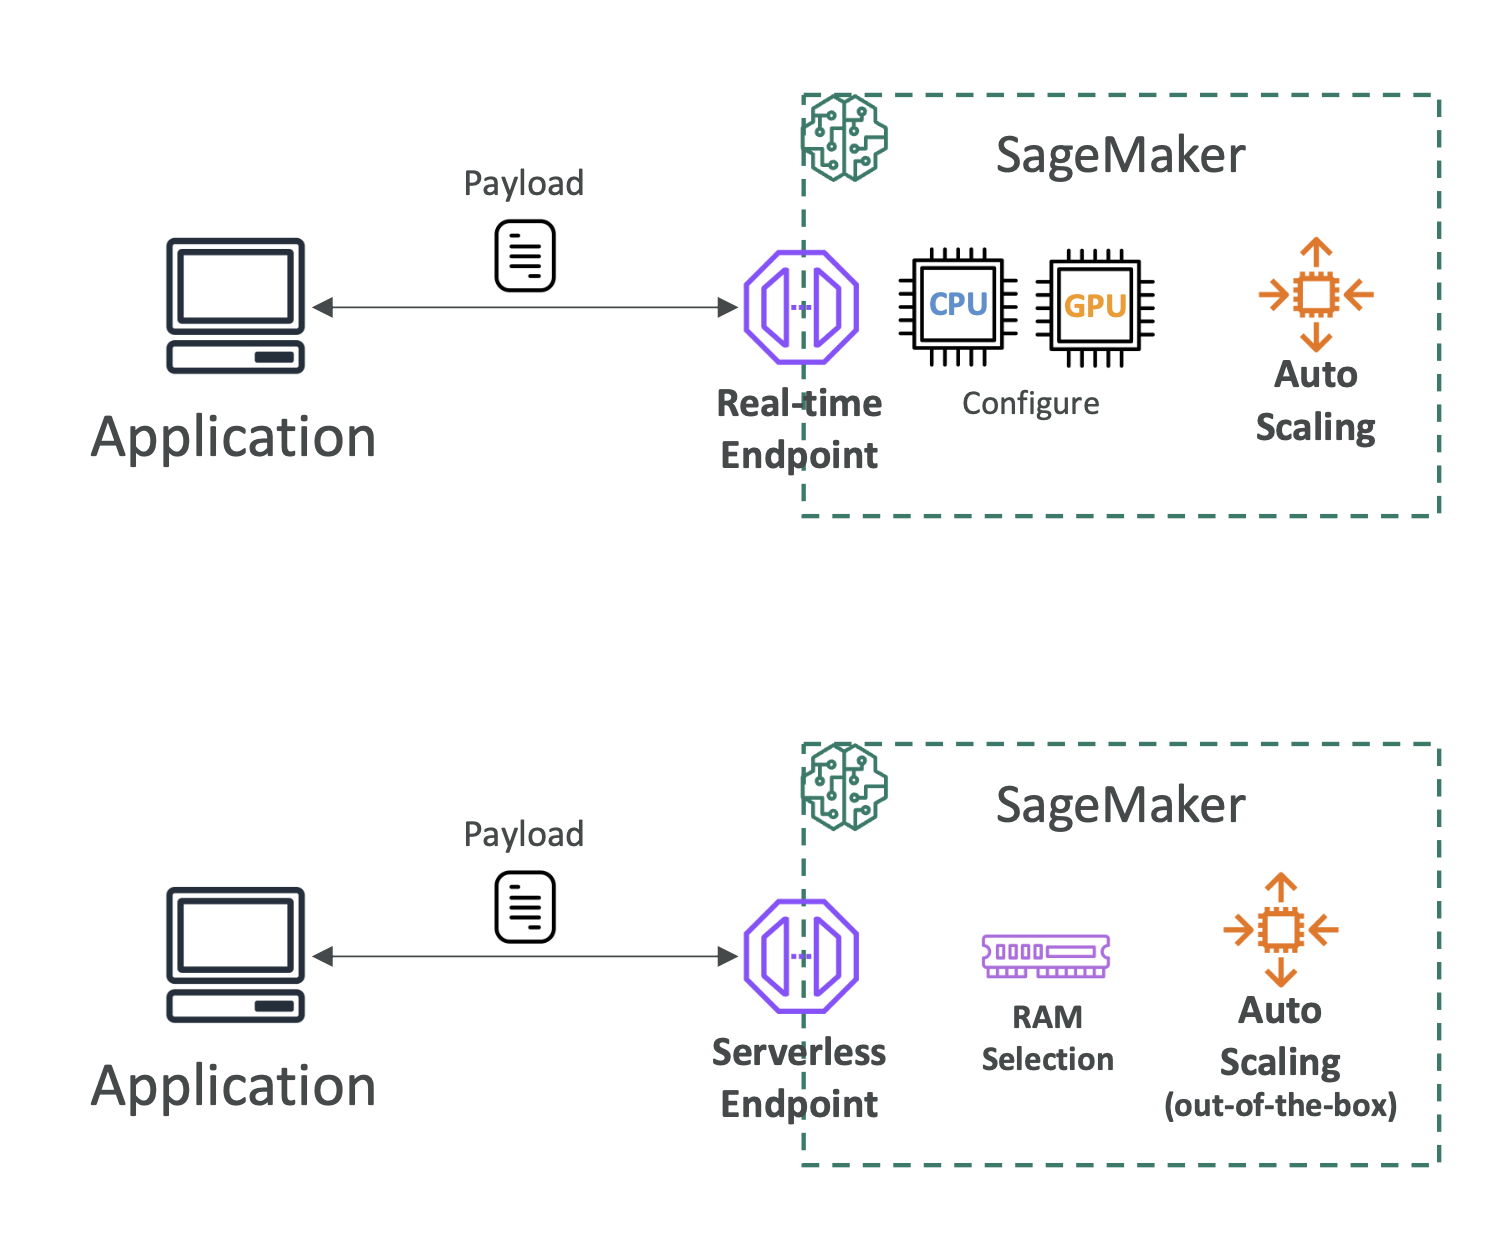 SageMaker
Payload
CPU
GPU
Real-time
Endpoint
Configure
Auto
Scaling
Application
SageMaker
Payload
Serverless
Endpoint
RAM
Selection
Auto
Scaling
(out-of-the-box)
Application